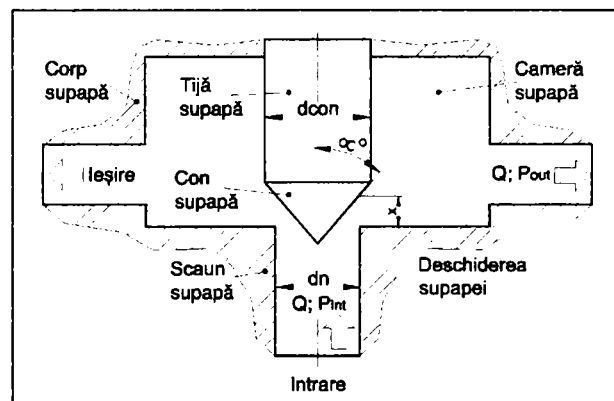 Corp
supapă
Tijă
supapă
Cameră
supapă
dcon
Ieșire
Con
supapă
Q; Pout
x
Scaun
supapă
dn
Q; Pint
Deschiderea
supapei
Intrare